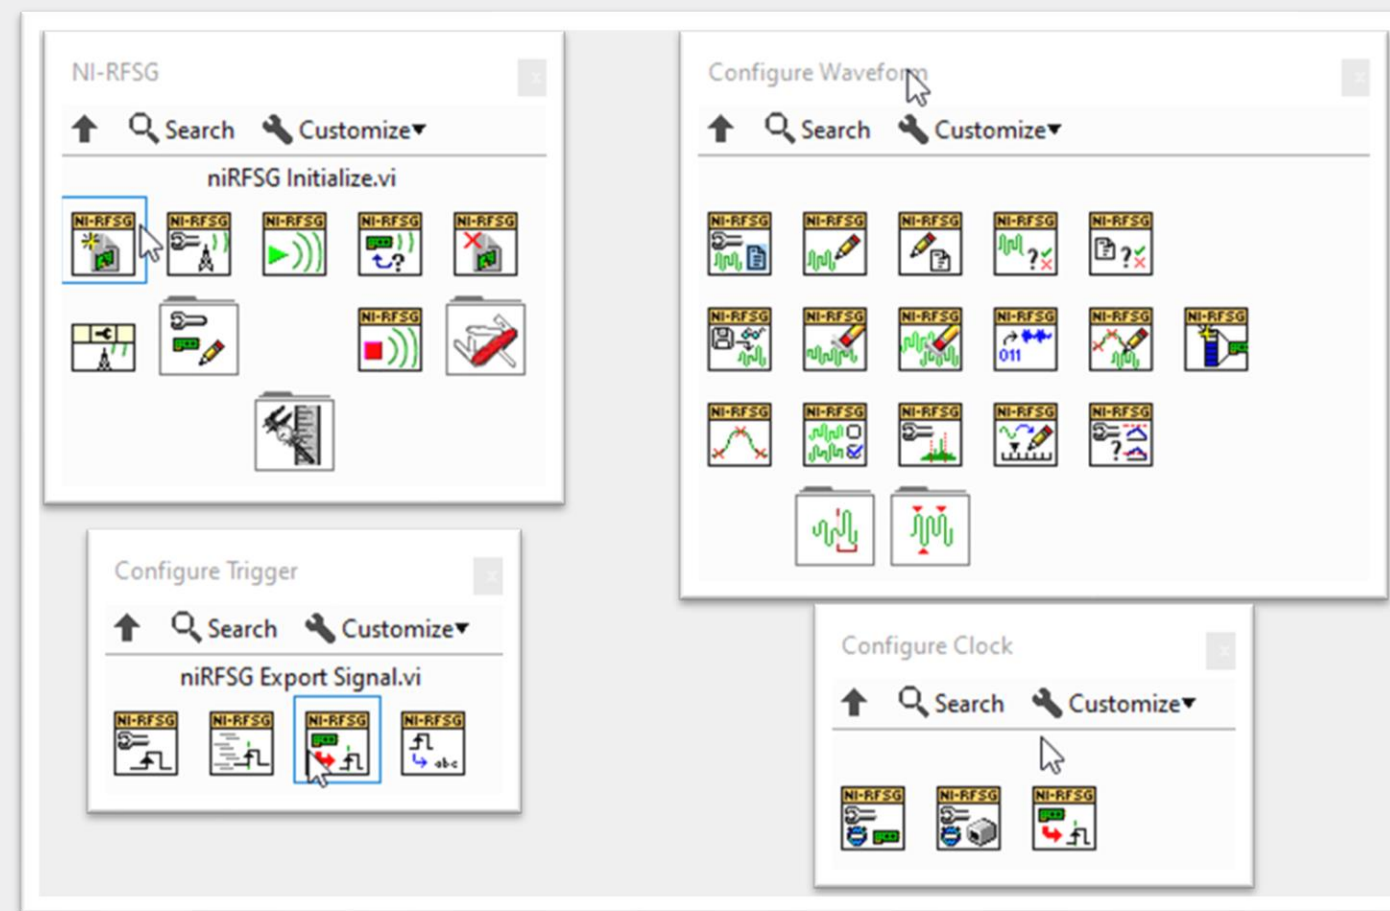 NI-RFSG
x
Search
Customize
niRFSG Initialize.vi
NI-RFSG NI-RFSG NI-RFSG NI-RFSG NI-RFSG
?
NI-RFSG
Configure Waveform
x
Search
Customize
NI-RFSG NI-RFSG NI-RFSG NI-RFSG NI-RFSG
? ?
NI-RFSG NI-RFSG NI-RFSG NI-RFSG NI-RFSG NI-RFSG
011
NI-RFSG NI-RFSG NI-RFSG NI-RFSG NI-RFSG
?
Configure Trigger
x
Search
Customize
niRFSG Export Signal.vi
NI-RFSG NI-RFSG NI-RFSG NI-RFSG
abc
Configure Clock
x
Search
Customize
NI-RFSG NI-RFSG NI-RFSG